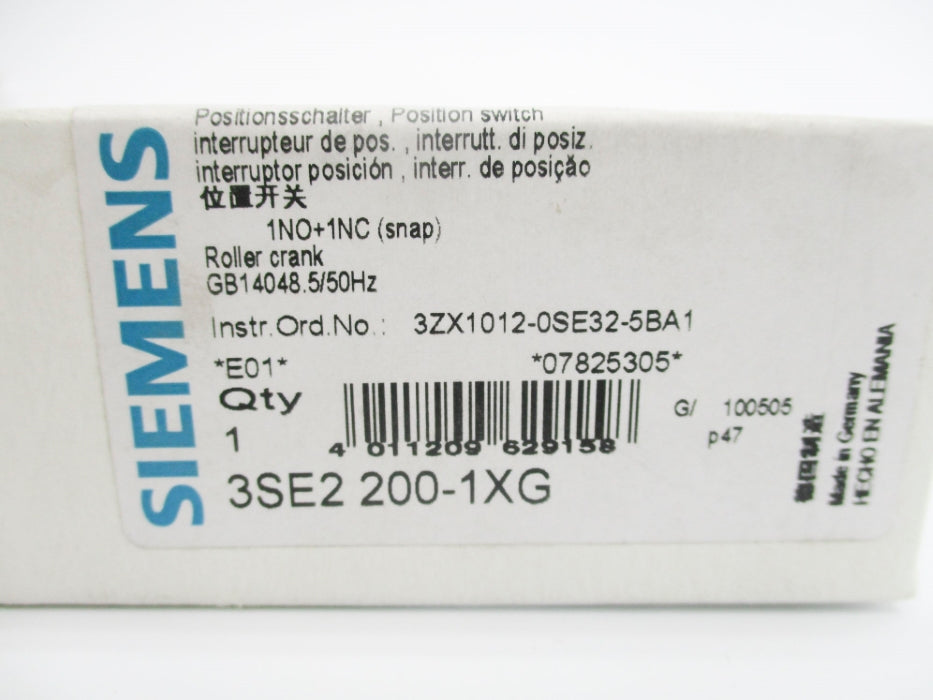 SIEMENS
Positionsschalter , Position switch
interrupteur de pos. , interrutt. di posiz.
interruptor posición , interr. de posição
位置开关
1NO+1NC (snap)
Roller crank
GB14048.5/50Hz
Instr.Ord.No.: 3ZX1012-0SE32-5BA1
*E01* *07825305*
Qty
1
4 011209 629158
G/ 100505
p47
3SE2 200-1XG
德国制造
Made in Germany
HECHO EN ALEMANIA